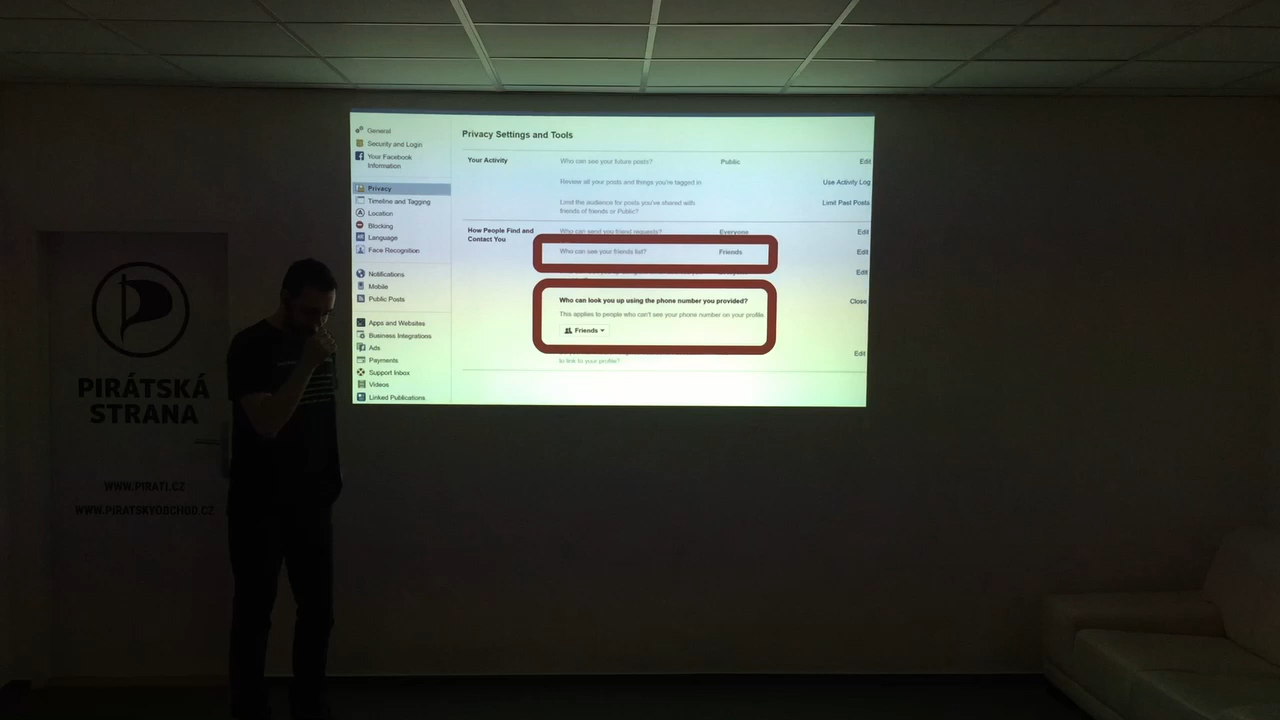 PIRÁTSKÁ
STRANA
WWW.PIRATI.CZ
WWW.PIRATSKYOBCHOD.CZ
General
Security and Login
Your Facebook
Information
Privacy
Timeline and Tagging
Location
Blocking
Language
Face Recognition
Notifications
Mobile
Public Posts
Apps and Websites
Business Integrations
Ads
Payments
Support Inbox
Videos
Linked Publications
Privacy Settings and Tools
Your Activity
Who can see your future posts?
Public
Edit
Review all your posts and things you're tagged in
Use Activity Log
Limit the audience for posts you've shared with
friends of friends or Public?
Limit Past Posts
How People Find and
Contact You
Who can send you friend requests?
Everyone
Edit
Who can see your friends list?
Friends
Edit
Edit
Who can look you up using the phone number you provided?
Close
This applies to people who can't see your phone number on your profile.
Friends
Edit
to link to your profile?